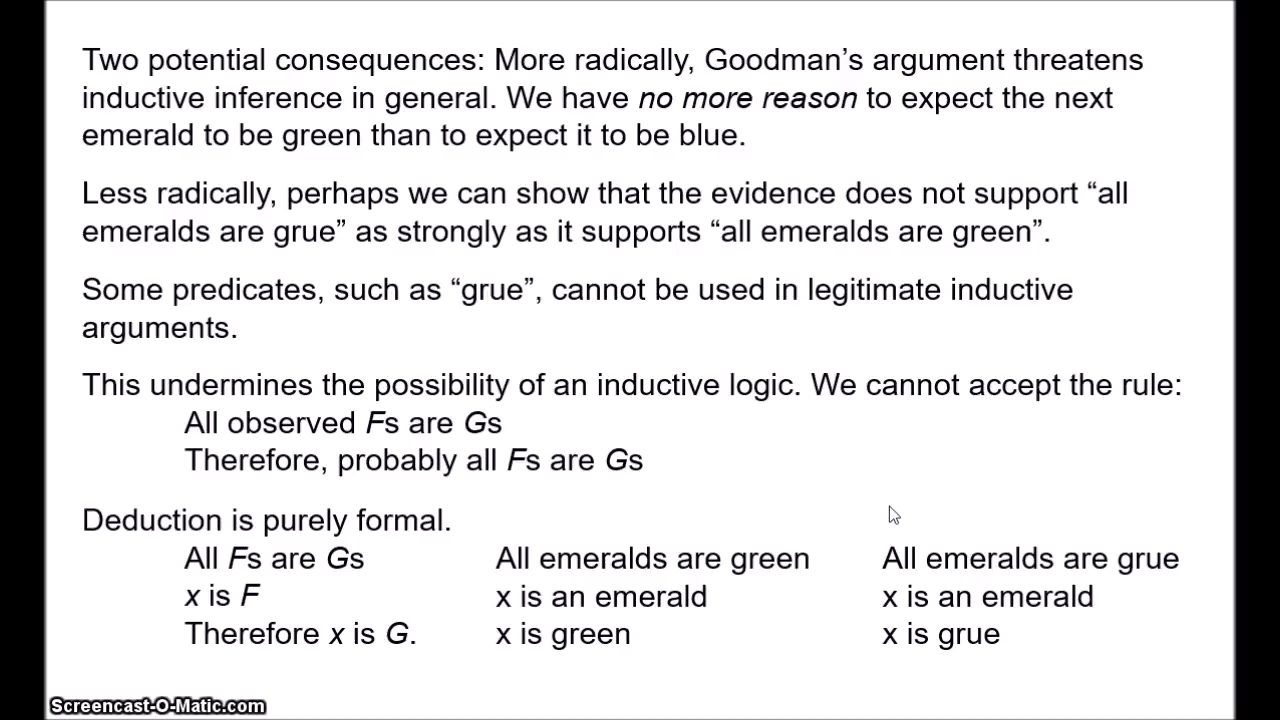 Two potential consequences: More radically, Goodman’s argument threatens
inductive inference in general. We have no more reason to expect the next
emerald to be green than to expect it to be blue.
Less radically, perhaps we can show that the evidence does not support “all
emeralds are grue” as strongly as it supports “all emeralds are green”.
Some predicates, such as “grue”, cannot be used in legitimate inductive
arguments.
This undermines the possibility of an inductive logic. We cannot accept the rule:
All observed Fs are Gs
Therefore, probably all Fs are Gs
Deduction is purely formal.
All Fs are Gs
x is F
Therefore x is G.
All emeralds are green
x is an emerald
x is green
All emeralds are grue
x is an emerald
x is grue
Screencast-O-Matic.com